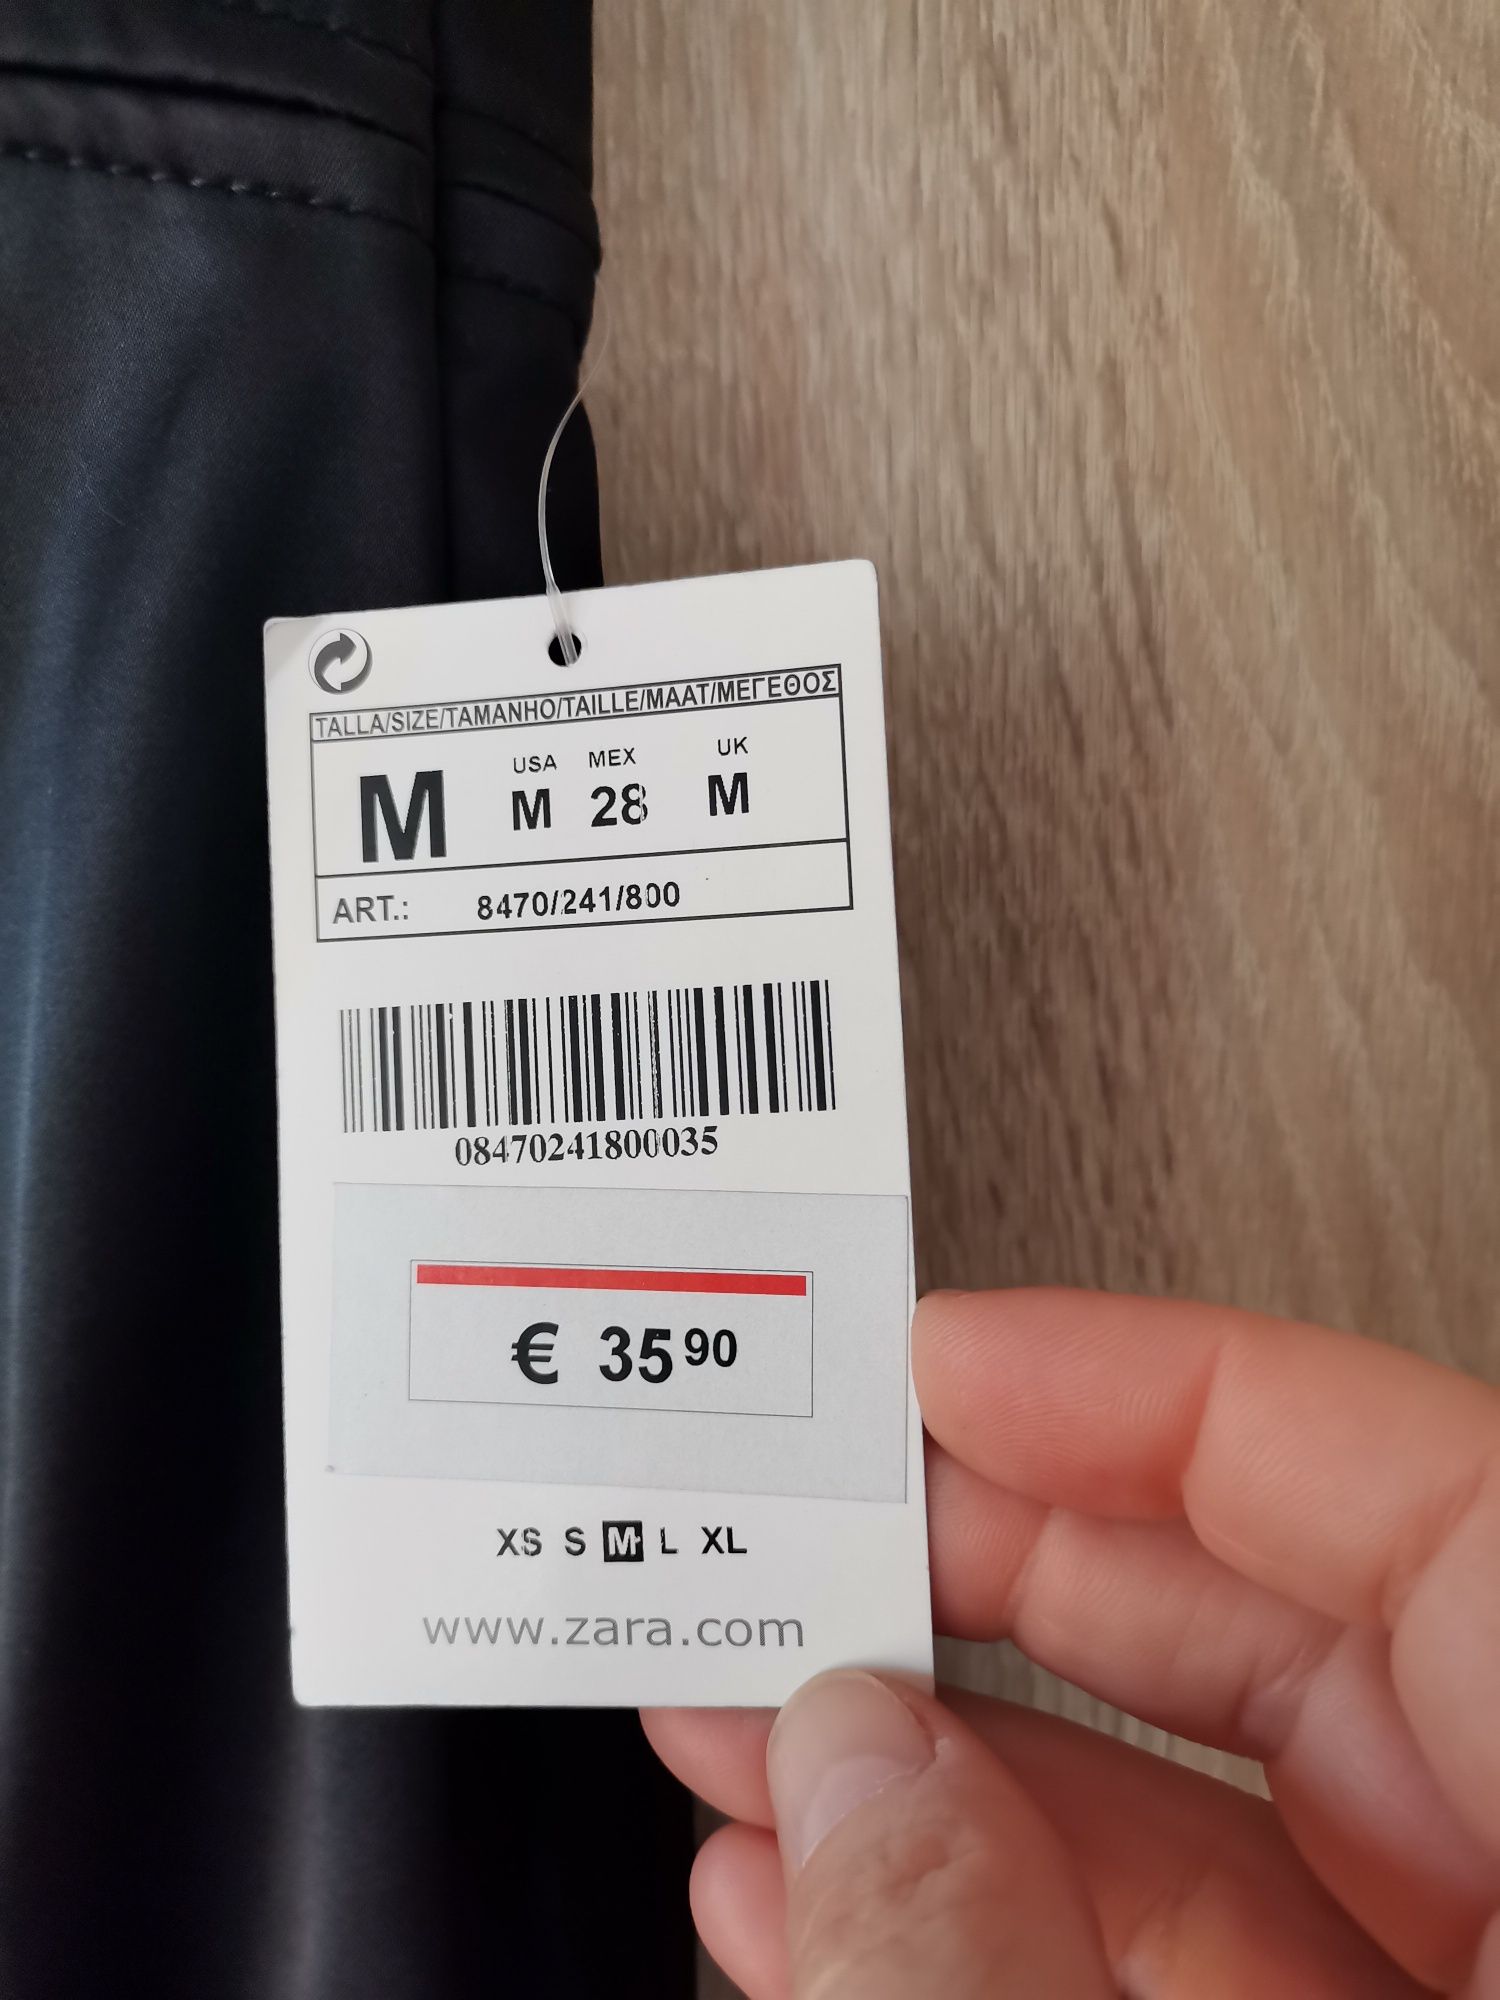 TALLA/SIZE/TAMANHO/TAILLE/MAAT/ΜΕΓΕΘΟΣ
USA MEX UK
M M 28 M
ART.: 8470/241/800
08470241800035
€ 35 90
XS S M L XL
www.zara.com